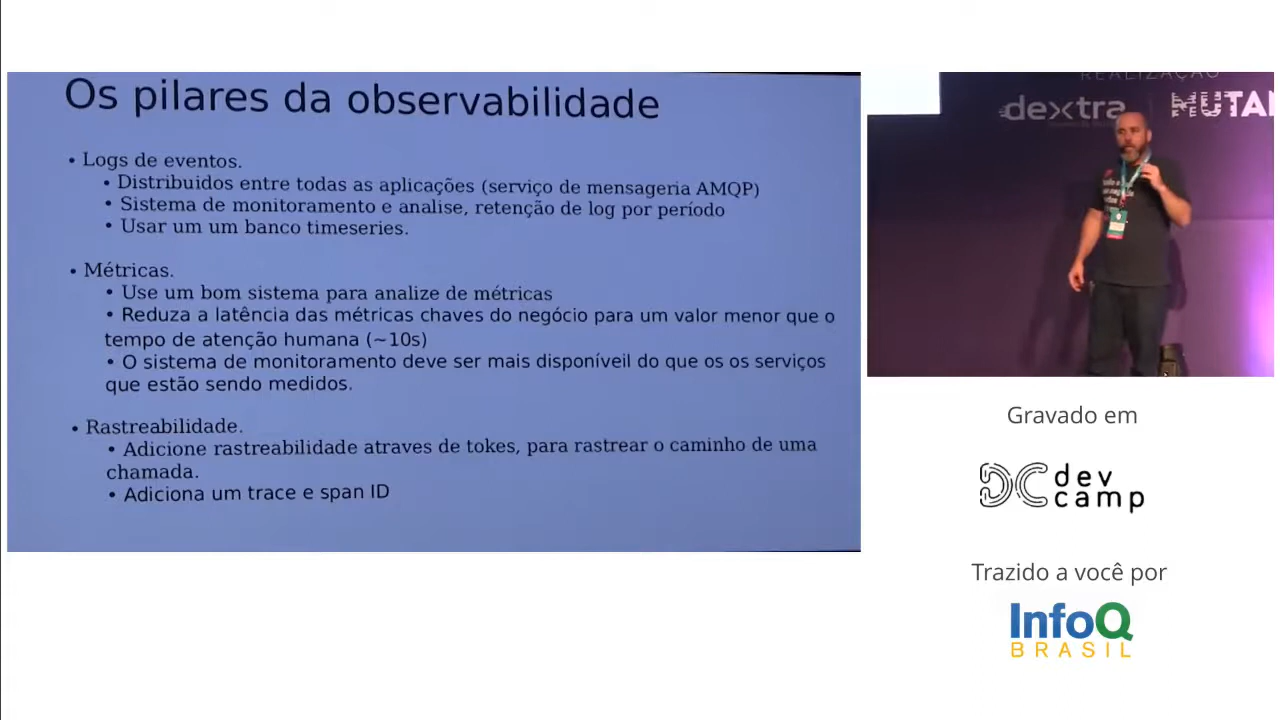 Os pilares da observabilidade
• Logs de eventos.
• Distribuidos entre todas as aplicações (serviço de mensageria AMQP)
• Sistema de monitoramento e analise, retenção de log por período
• Usar um um banco timeseries.
• Métricas.
• Use um bom sistema para analize de métricas
• Reduza a latência das métricas chaves do negócio para um valor menor que o
tempo de atenção humana (~10s)
• O sistema de monitoramento deve ser mais disponíveil do que os os serviços
que estão sendo medidos.
• Rastreabilidade.
• Adicione rastreabilidade atraves de tokes, para rastrear o caminho de uma
chamada.
• Adiciona um trace e span ID
REALIZAÇÃO
dextra
MUTAN
Gravado em
dev
camp
Trazido a você por
InfoQ
BRASIL